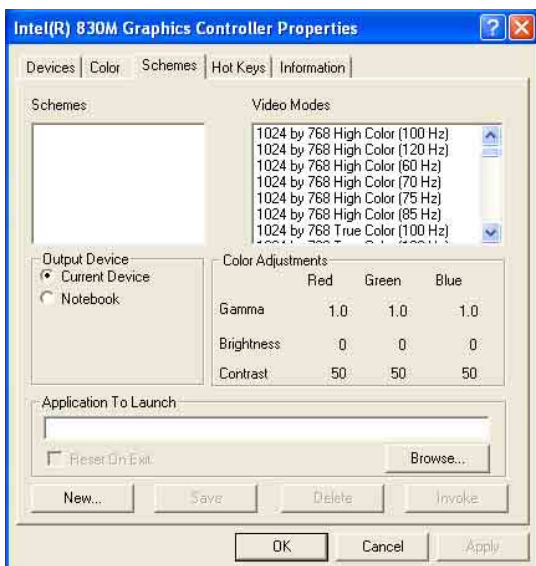 Intel(R) 830M Graphics Controller Properties
Devices Color Schemes Hot Keys Information
Schemes
Video Modes
1024 by 768 High Color (100 Hz)
1024 by 768 High Color (120 Hz)
1024 by 768 High Color (60 Hz)
1024 by 768 High Color (70 Hz)
1024 by 768 High Color (75 Hz)
1024 by 768 High Color (85 Hz)
1024 by 768 True Color (100 Hz)
Output Device
Current Device
Notebook
Color Adjustments
Red Green Blue
Gamma 1.0 1.0 1.0
Brightness 0 0 0
Contrast 50 50 50
Application To Launch
Reset On Exit
Browse...
New... Save Delete Invoke
OK Cancel Apply